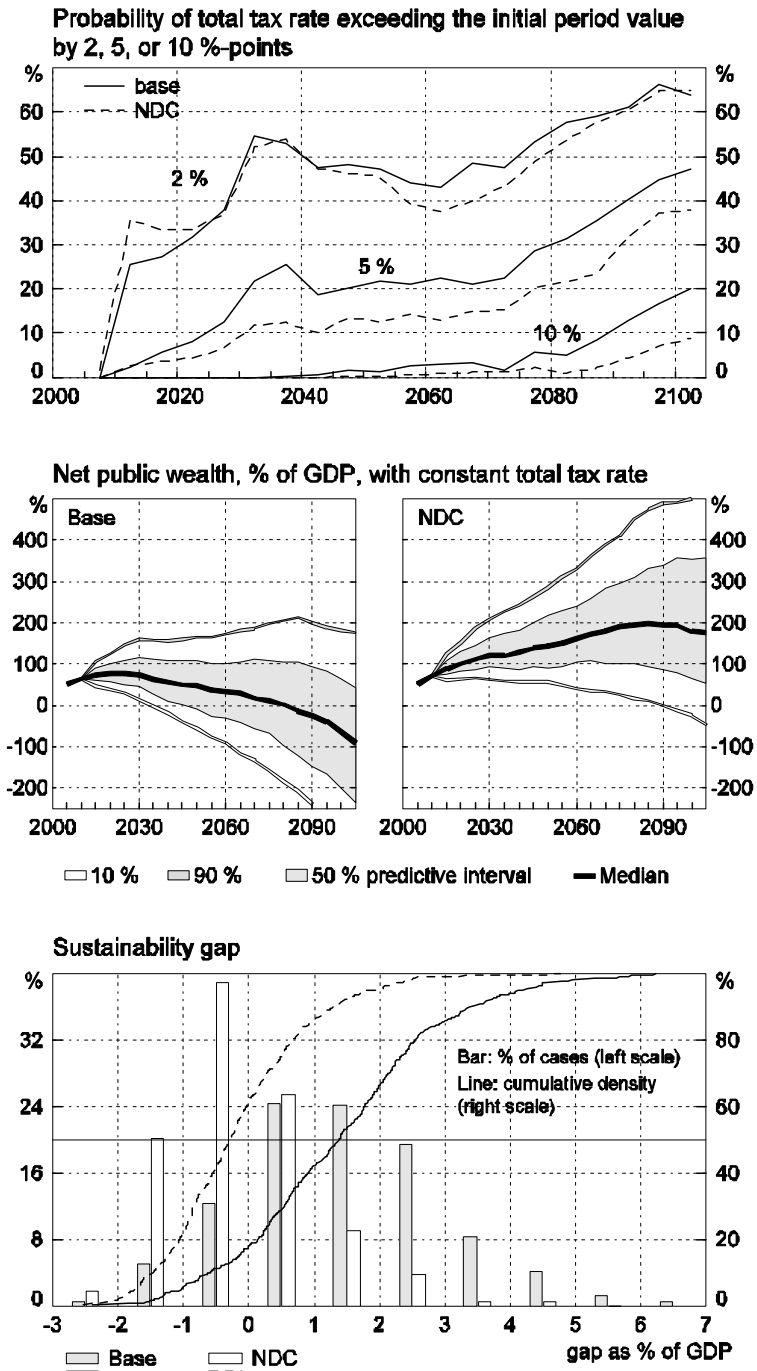 Probability of total tax rate exceeding the initial period value
by 2, 5, or 10 %-points
% %
base
NDC
60 60
50 50
2 %
40 40
30 30
5 %
20 20
10 % 
10 10
0 0
2000 2020 2040 2060 2080 2100
Net public wealth, % of GDP, with constant total tax rate
% Base NDC %
400 400
300 300
200 200
100 100
0 0
-100 -100
-200 -200
2000 2030 2060 2090 2000 2030 2060 2090
10 % 90 % 50 % predictive interval Median
Sustainability gap
% %
32 80
Bar: % of cases (left scale)
Line: cumulative density
(right scale)
24 60
16 40
8 20
0 0
-3 -2 -1 0 1 2 3 4 5 6 7
Base NDC gap as % of GDP